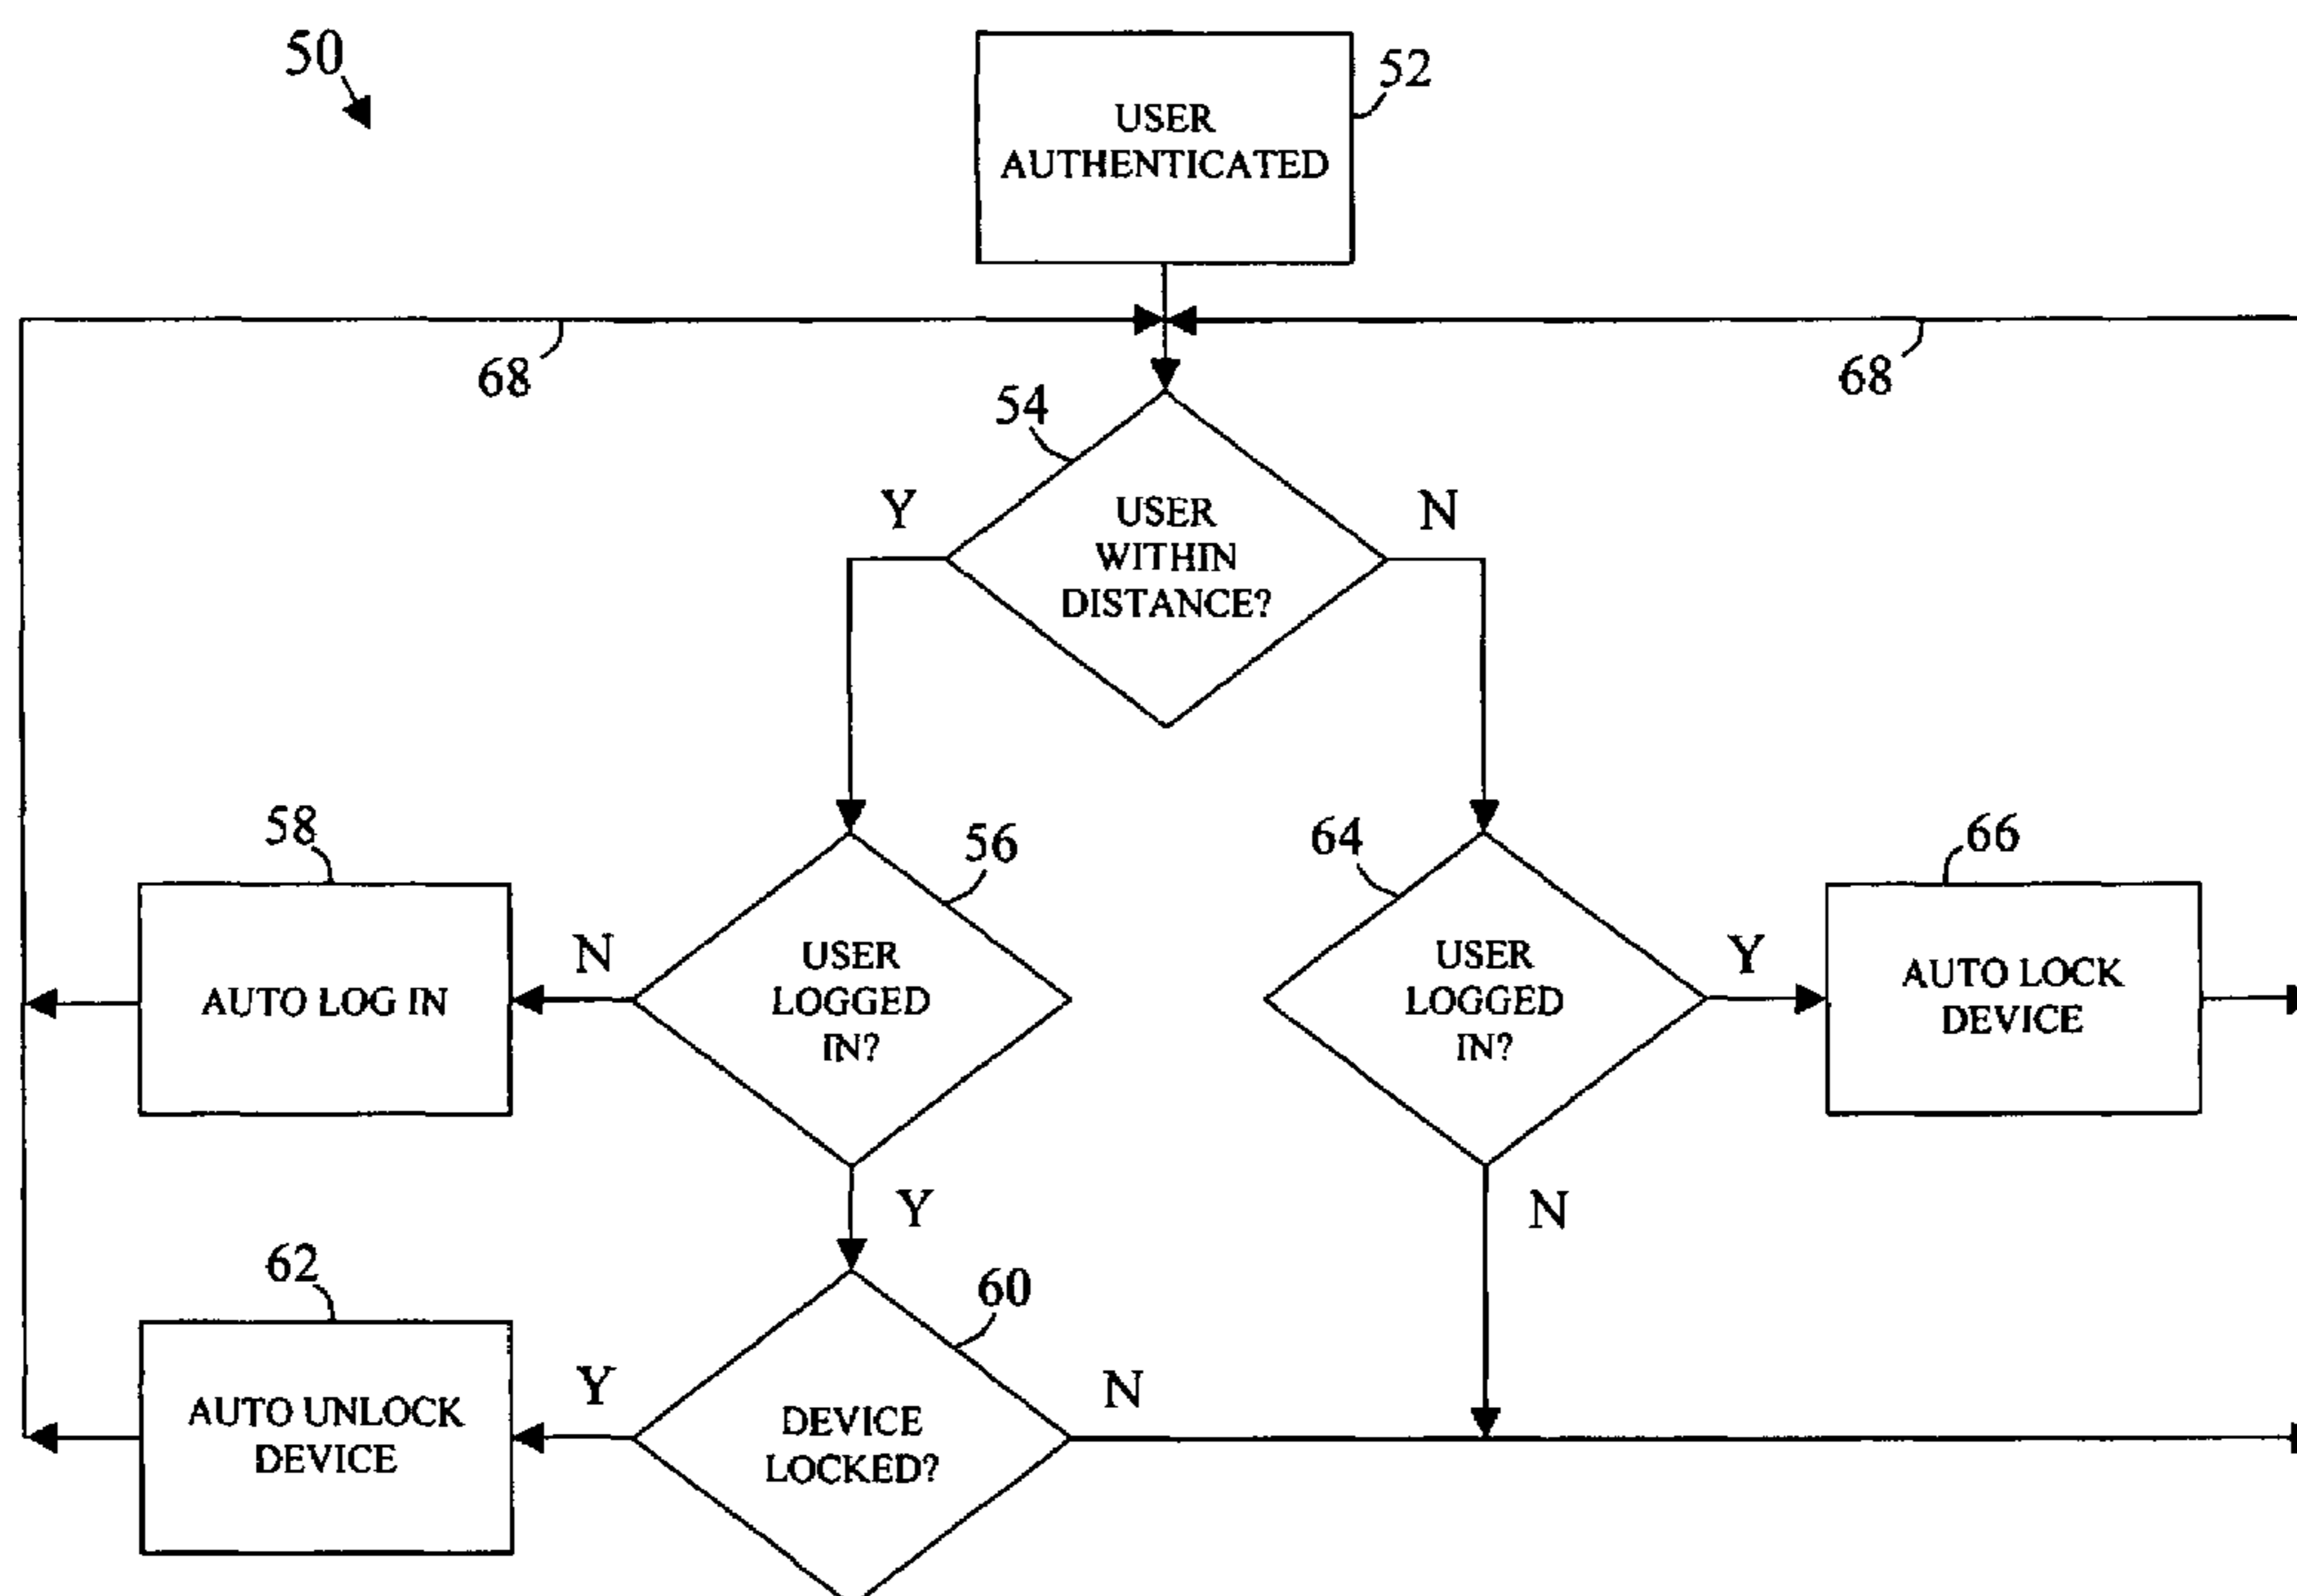 50
52
USER
AUTHENTICATED
68
68
54
Y
N
USER
WITHIN
DISTANCE?
58
56
64
66
N
Y
AUTO LOG IN
USER
LOGGED
IN?
USER
LOGGED
IN?
AUTO LOCK
DEVICE
Y
N
62
60
Y
N
AUTO UNLOCK
DEVICE
DEVICE
LOCKED?